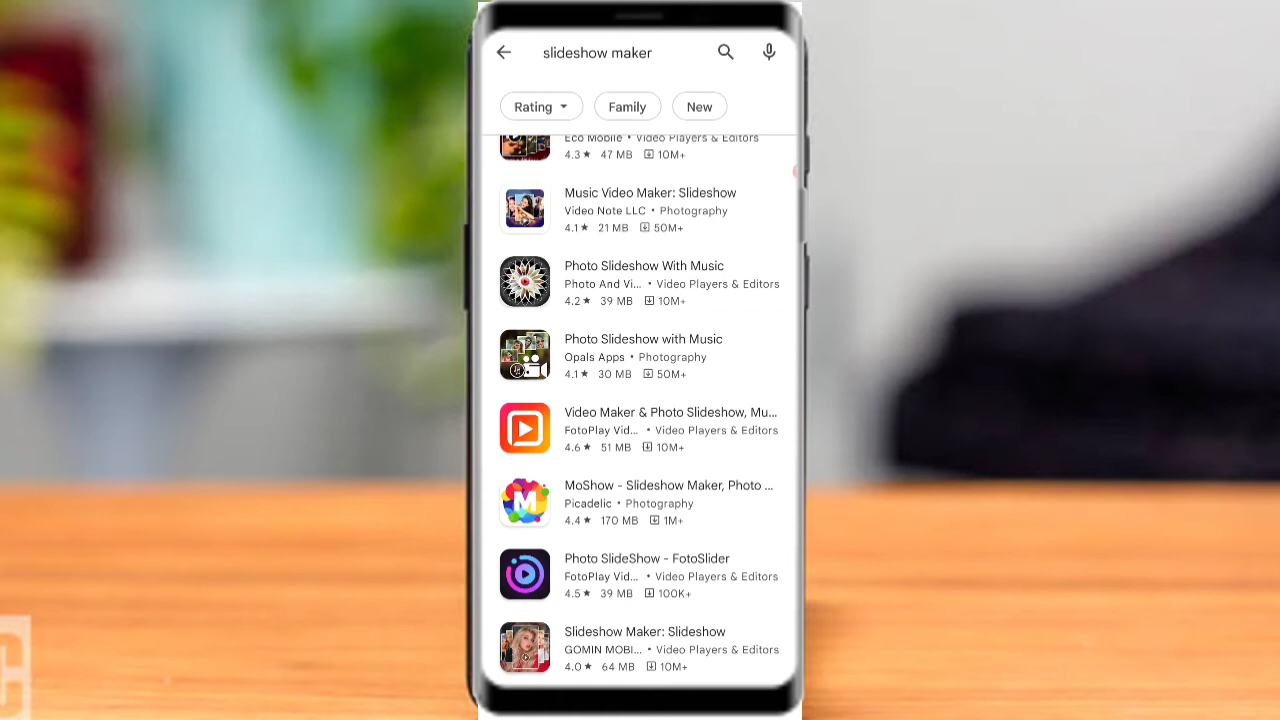 slideshow maker
Rating
Family
New
Eco Mobile • Video Players & Editors
4.3★ 47 MB 10M+
Music Video Maker: Slideshow
Video Note LLC • Photography
4.1★ 21 MB 50M+
Photo Slideshow With Music
Photo And Vi... • Video Players & Editors
4.2★ 39 MB 10M+
Photo Slideshow with Music
Opals Apps • Photography
4.1★ 30 MB 50M+
Video Maker & Photo Slideshow, Mu...
FotoPlay Vid... • Video Players & Editors
4.6★ 51 MB 10M+
MoShow - Slideshow Maker, Photo ...
Picadelic • Photography
4.4★ 170 MB 1M+
M
Photo SlideShow - FotoSlider
FotoPlay Vid... • Video Players & Editors
4.5★ 39 MB 100K+
Slideshow Maker: Slideshow
GOMIN MOBI... • Video Players & Editors
4.0★ 64 MB 10M+